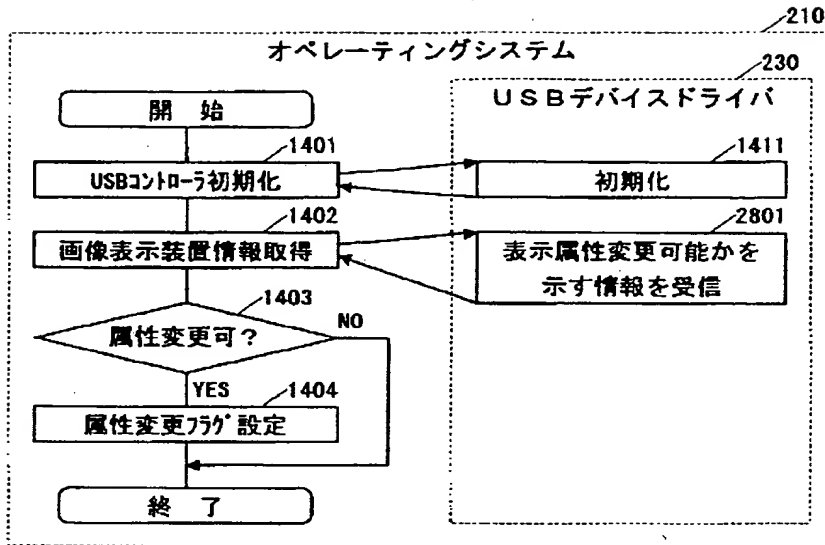 210
オペレーティングシステム
230
USBデバイスドライバ
開 始
1401
USBｺﾝﾄﾛｰﾗ初期化
1411
初期化
1402
画像表示装置情報取得
2801
表示属性変更可能かを
示す情報を受信
1403
属性変更可?
NO
YES
1404
属性変更ﾌﾗｸﾞ設定
終 了